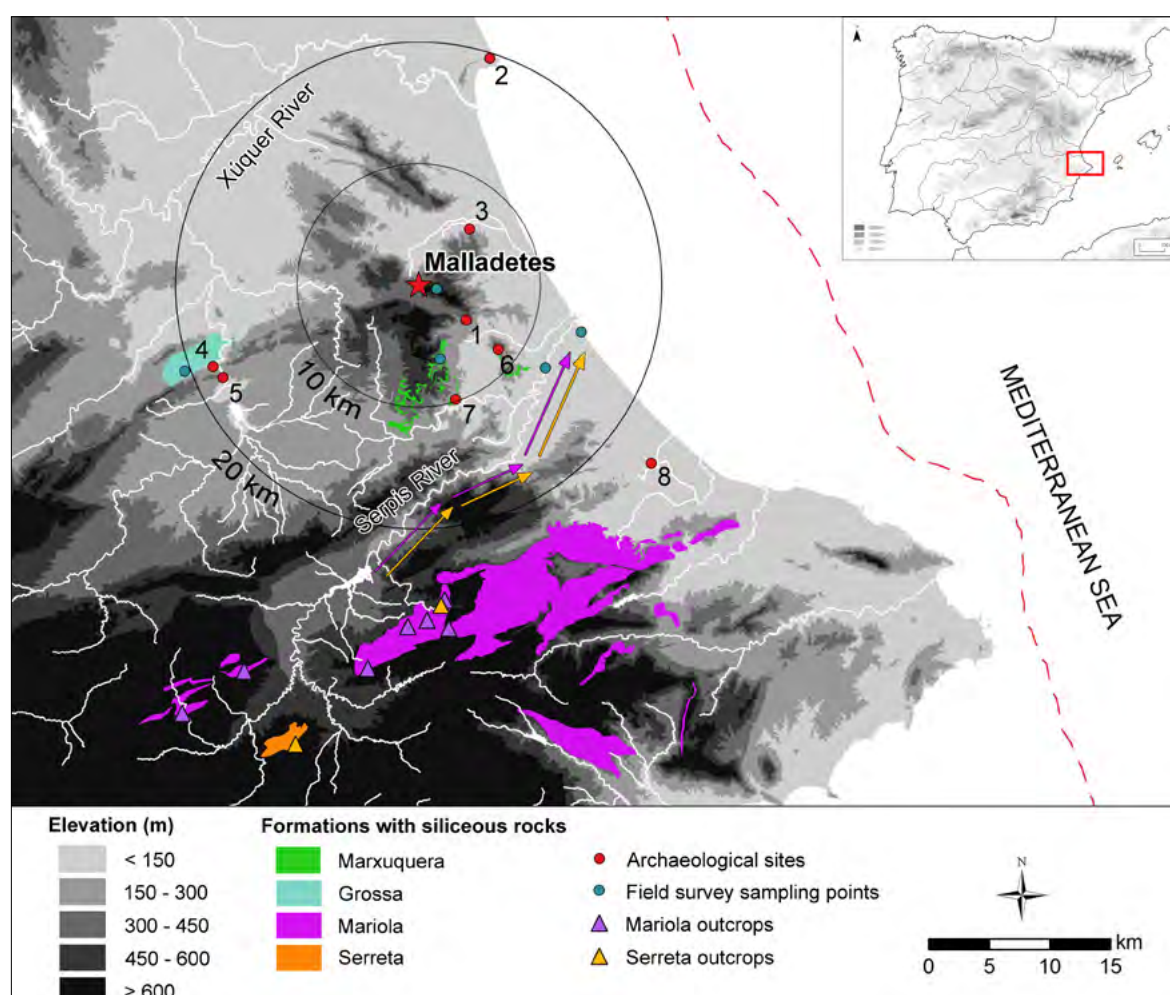 2
Xúquer River
3
Malladetes
1
4
6
5
10 km
7
20 km
Serpis River
8
MEDITERRANEAN SEA
Elevation (m)
< 150
150 - 300
300 - 450
450 - 600
> 600
Formations with siliceous rocks
Marxuquera
Grossa
Mariola
Serreta
Archaeological sites
Field survey sampling points
Mariola outcrops
Serreta outcrops
N
km
0 5 10 15